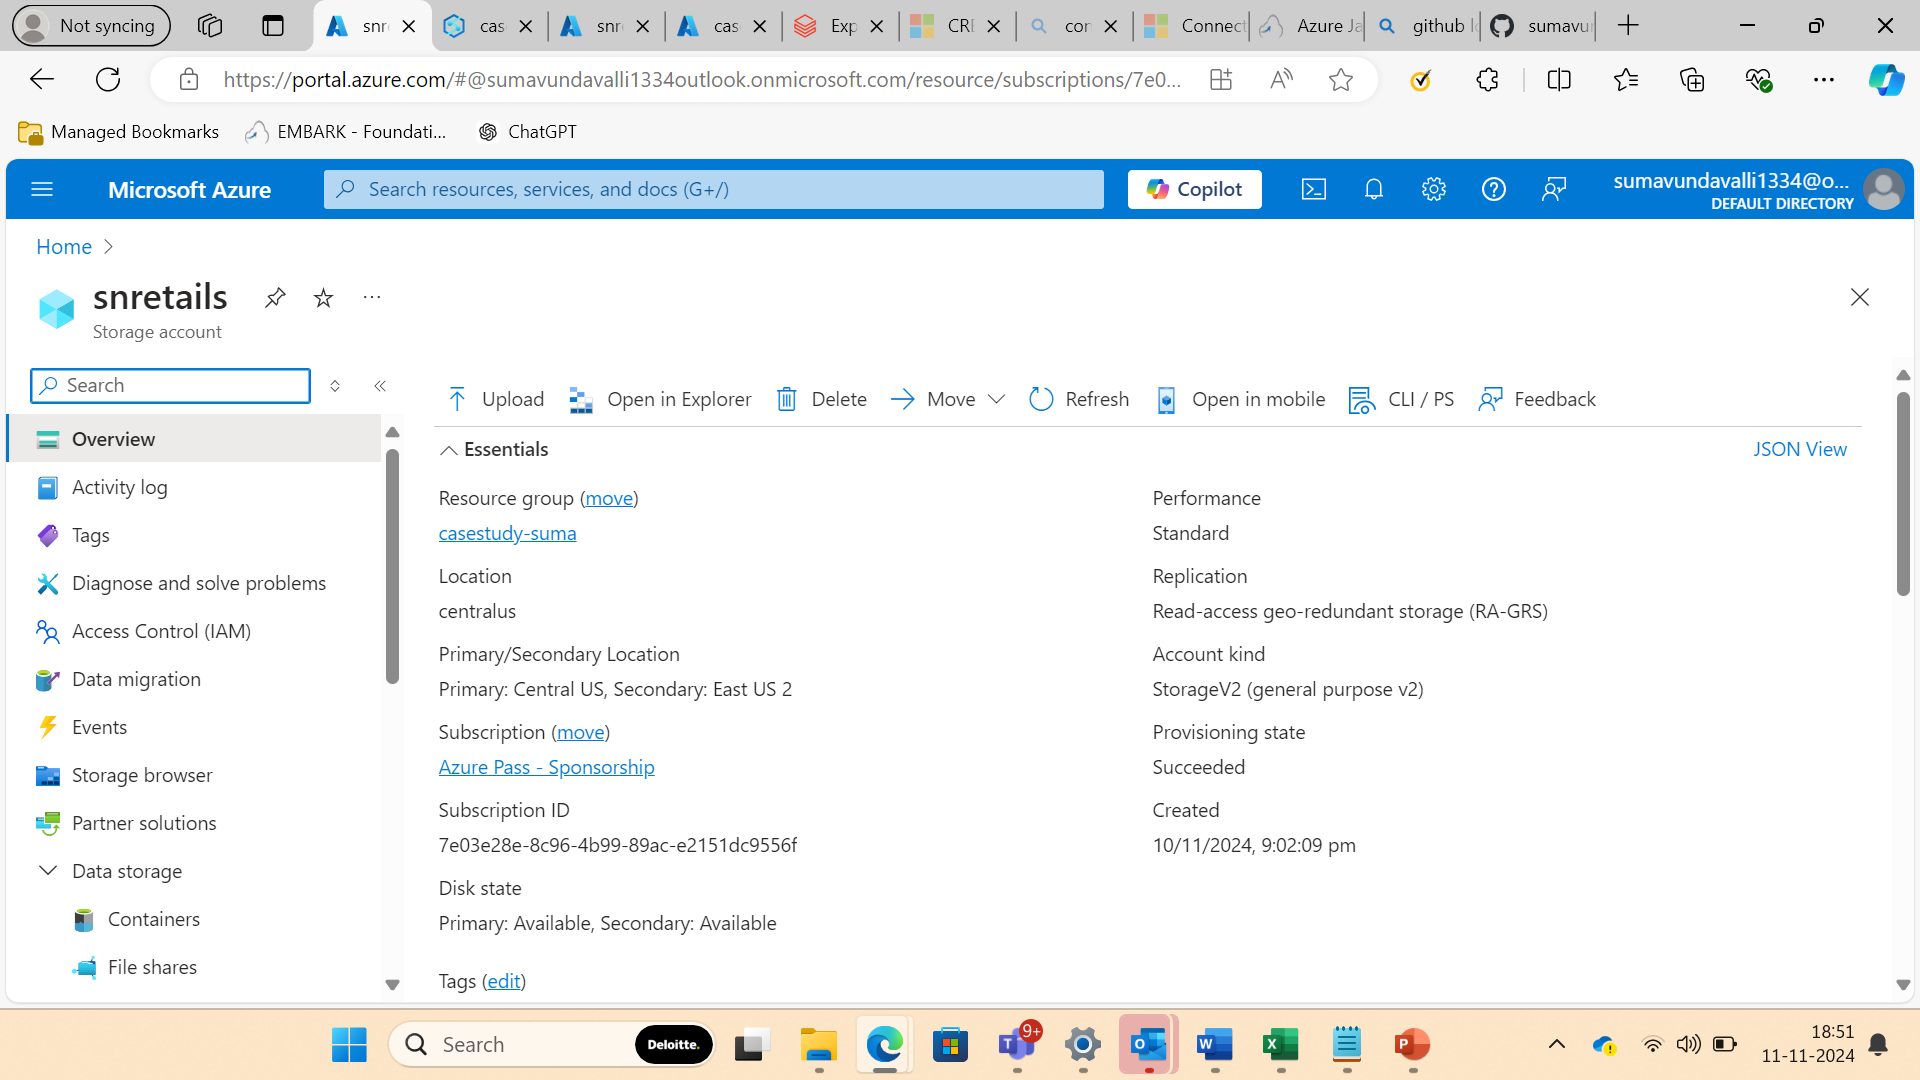 Not syncing
snr
cas
snr
cas
Exp
CRE
con
Connect
Azure Ja
github l
sumavun
https://portal.azure.com/#@sumavundavalli1334outlook.onmicrosoft.com/resource/subscriptions/7e0...
Managed Bookmarks
EMBARK - Foundati...
ChatGPT
Microsoft Azure
Search resources, services, and docs (G+/)
Copilot
sumavundavalli1334@o...
DEFAULT DIRECTORY
Home
snretails
Storage account
Search
Upload
Open in Explorer
Delete
Move
Refresh
Open in mobile
CLI / PS
Feedback
Overview
Activity log
Tags
Diagnose and solve problems
Access Control (IAM)
Data migration
Events
Storage browser
Partner solutions
Data storage
Containers
File shares
Essentials
JSON View
Resource group (move)
casestudy-suma
Location
centralus
Primary/Secondary Location
Primary: Central US, Secondary: East US 2
Subscription (move)
Azure Pass - Sponsorship
Subscription ID
7e03e28e-8c96-4b99-89ac-e2151dc9556f
Disk state
Primary: Available, Secondary: Available
Tags (edit)
Performance
Standard
Replication
Read-access geo-redundant storage (RA-GRS)
Account kind
StorageV2 (general purpose v2)
Provisioning state
Succeeded
Created
10/11/2024, 9:02:09 pm
Search
Deloitte.
9+
18:51
11-11-2024